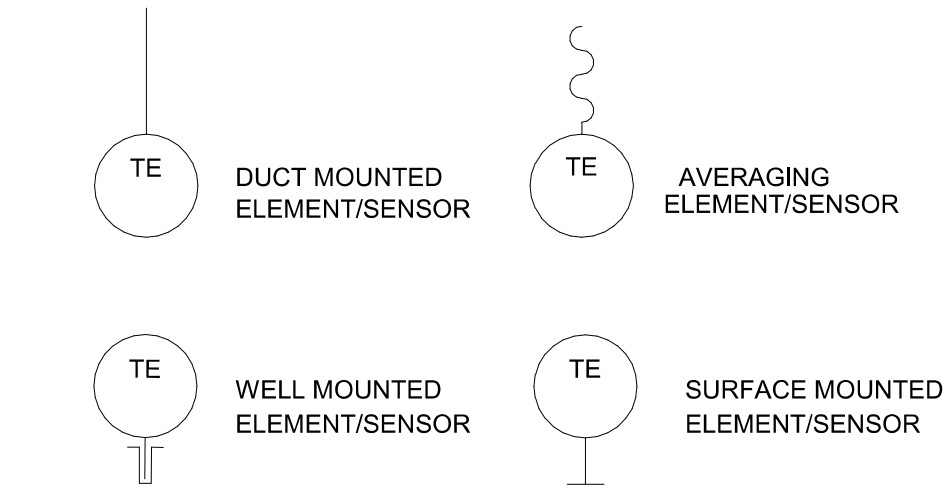 TE
DUCT MOUNTED
ELEMENT/SENSOR
TE
AVERAGING
ELEMENT/SENSOR
TE
WELL MOUNTED
ELEMENT/SENSOR
TE
SURFACE MOUNTED
ELEMENT/SENSOR